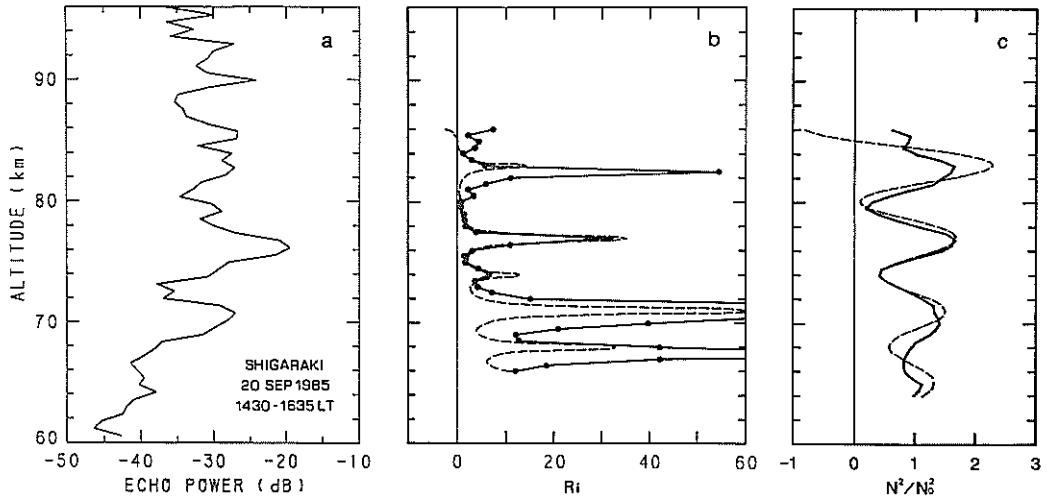 a
b
c
90
80
70
60
ALTITUDE (km)
SHIGARAKI
20 SEP 1985
1430-1635 LT
-50 -40 -30 -20 -10
ECHO POWER (dB)
0 20 40 60
Ri
-1 0 1 2 3
N²/N₀²